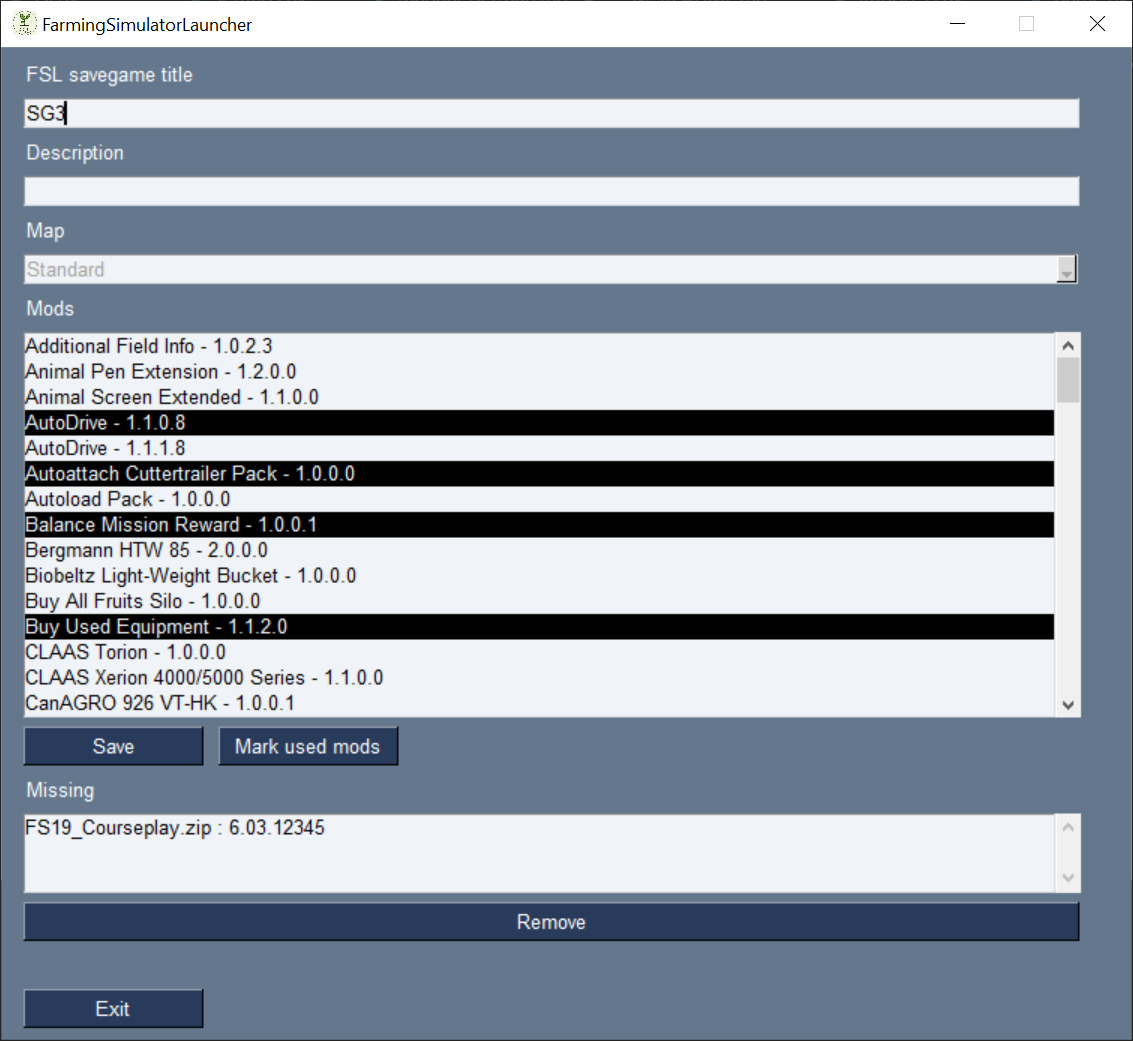 FarmingSimulatorLauncher
FSL savegame title
SG3
Description
Map
Standard
Mods
Additional Field Info - 1.0.2.3
Animal Pen Extension - 1.2.0.0
Animal Screen Extended - 1.1.0.0
AutoDrive - 1.1.0.8
AutoDrive - 1.1.1.8
Autoattach Cuttertrailer Pack - 1.0.0.0
Autoload Pack - 1.0.0.0
Balance Mission Reward - 1.0.0.1
Bergmann HTW 85 - 2.0.0.0
Biobeltz Light-Weight Bucket - 1.0.0.0
Buy All Fruits Silo - 1.0.0.0
Buy Used Equipment - 1.1.2.0
CLAAS Torion - 1.0.0.0
CLAAS Xerion 4000/5000 Series - 1.1.0.0
CanAGRO 926 VT-HK - 1.0.0.1
Save Mark used mods
Missing
FS19_Courseplay.zip : 6.03.12345
Remove
Exit